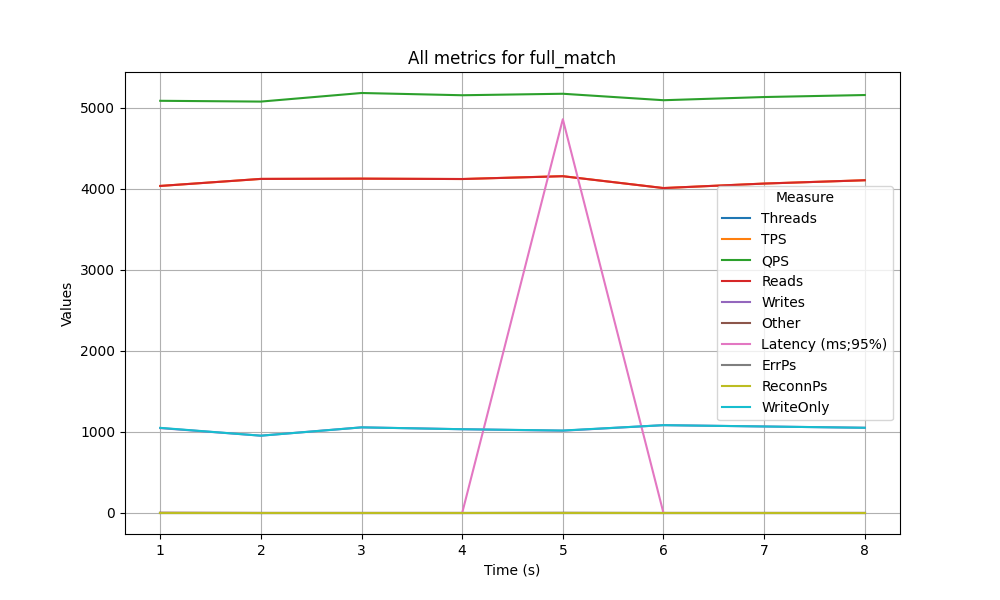 All metrics for full_match
Values
5000
4000
3000
2000
1000
0
Measure
Threads
TPS
QPS
Reads
Writes
Other
Latency (ms;95%)
ErrPs
ReconnPs
WriteOnly
1 2 3 4 5 6 7 8
Time (s)